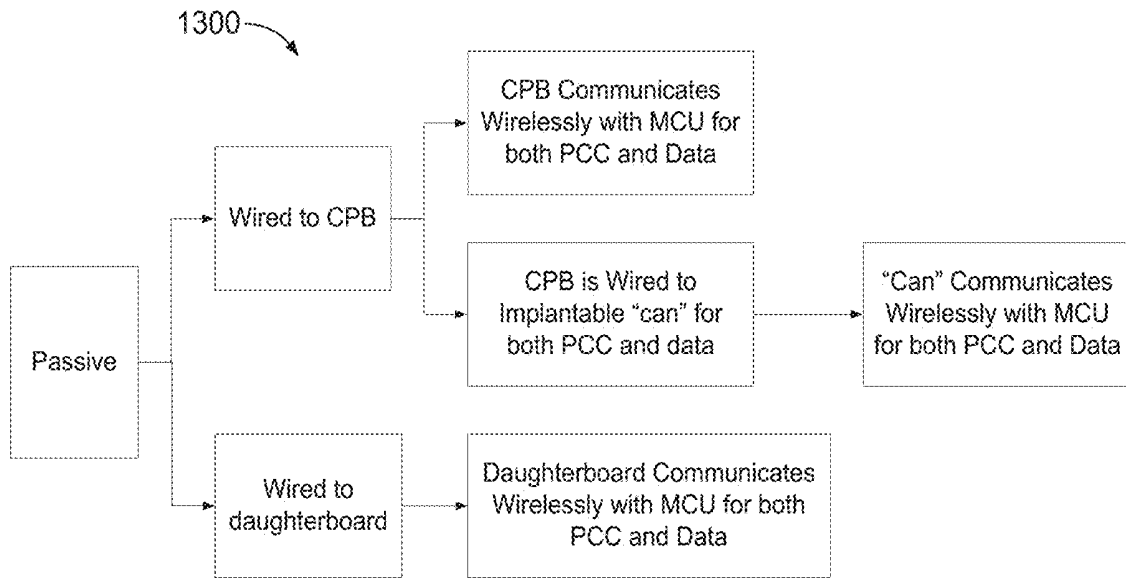 1300
CPB Communicates
Wirelessly with MCU for
both PCC and Data
Wired to CPB
CPB is Wired to
Implantable “can” for
both PCC and data
“Can” Communicates
Wirelessly with MCU
for both PCC and Data
Passive
Wired to
daughterboard
Daughterboard Communicates
Wirelessly with MCU for both
PCC and Data